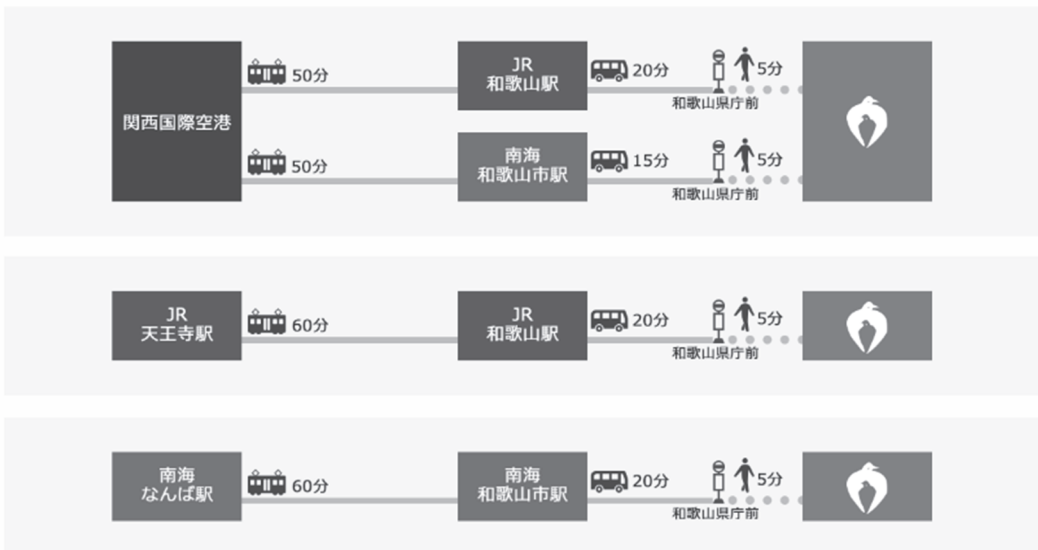 関西国際空港
50分
JR
和歌山駅
20分
和歌山県庁前
5分
50分
南海
和歌山市駅
15分
和歌山県庁前
5分
JR
天王寺駅
60分
JR
和歌山駅
20分
和歌山県庁前
5分
南海
なんば駅
60分
南海
和歌山市駅
20分
和歌山県庁前
5分